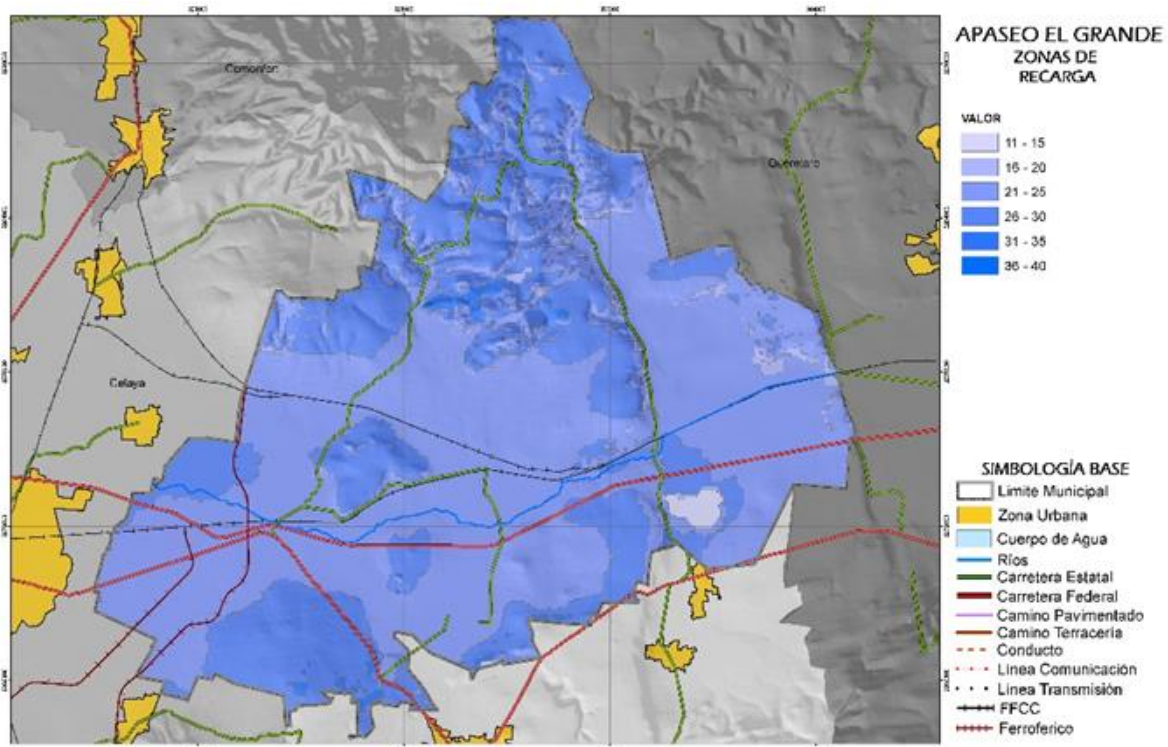 APASEO EL GRANDE
ZONAS DE
RECARGA
VALOR
11 - 15
16 - 20
21 - 25
26 - 30
31 - 35
36 - 40
Queretaro
Celaya
SIMBOLOGÍA BASE
Limite Municipal
Zona Urbana
Cuerpo de Agua
Ríos
Carretera Estatal
Carretera Federal
Camino Pavimentado
Camino Terraceria
Conducto
Linea Comunicación
Linea Transmisión
FFCC
Ferroferico